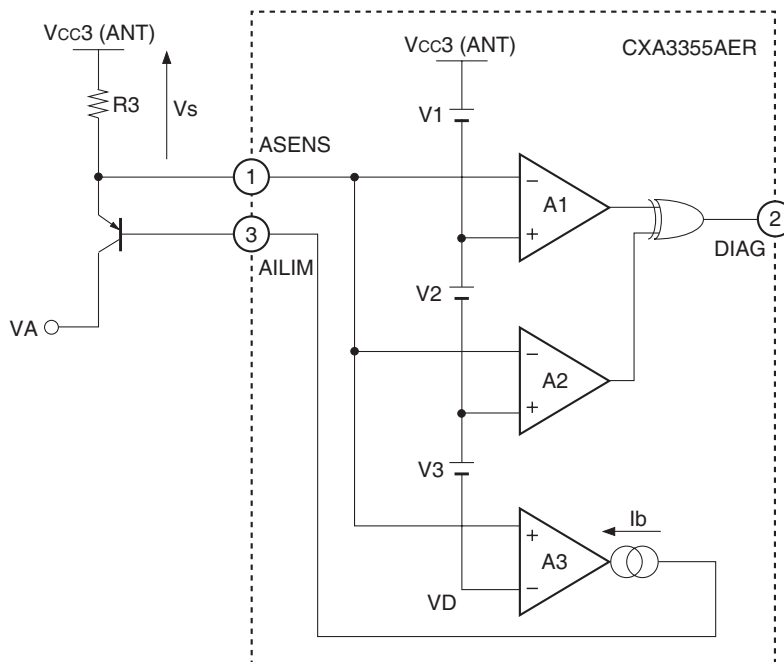 VCC3 (ANT)
R3
Vs
VCC3 (ANT)
CXA3355AER
V1
ASENS
1
−
A1
+
2
DIAG
3
AILIM
V2
VA
−
A2
+
V3
Ib
+
A3
−
VD